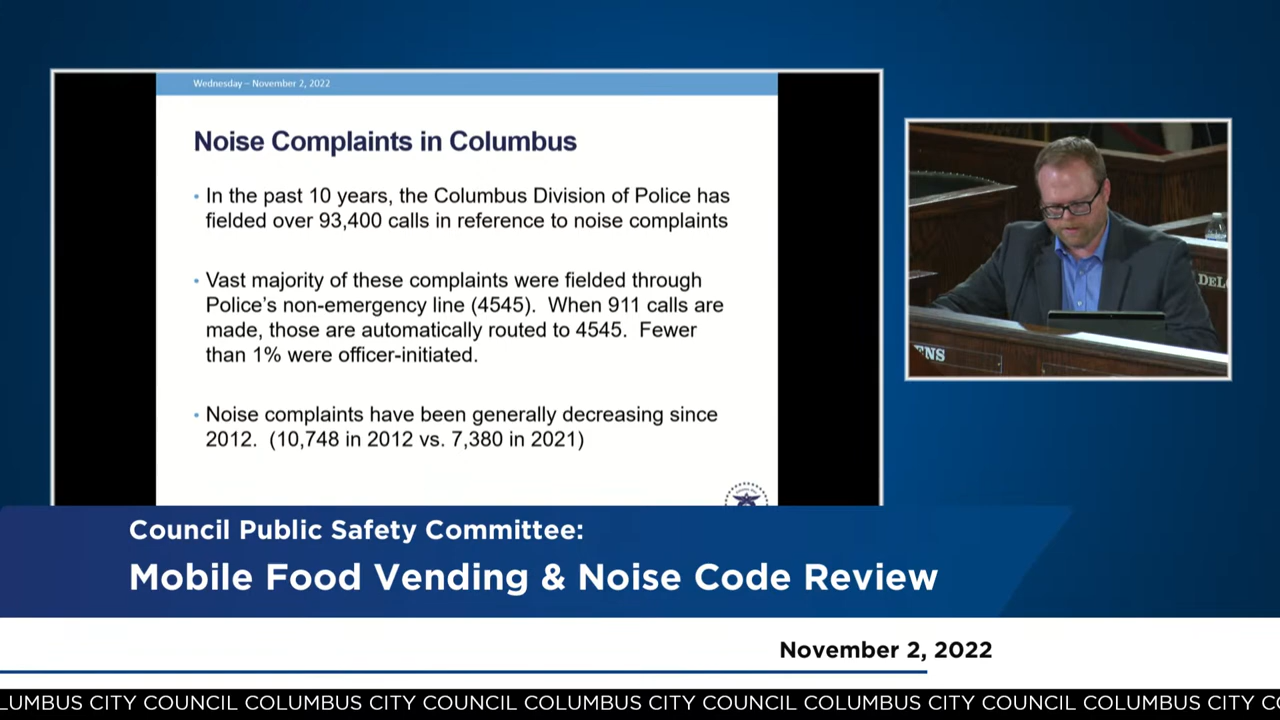 Wednesday – November 2, 2022
Noise Complaints in Columbus
• In the past 10 years, the Columbus Division of Police has
fielded over 93,400 calls in reference to noise complaints
• Vast majority of these complaints were fielded through
Police's non-emergency line (4545). When 911 calls are
made, those are automatically routed to 4545. Fewer
than 1% were officer-initiated.
• Noise complaints have been generally decreasing since
2012. (10,748 in 2012 vs. 7,380 in 2021)
DEL
ENS
Council Public Safety Committee:
Mobile Food Vending & Noise Code Review
November 2, 2022
LUMBUS CITY COUNCIL COLUMBUS CITY COUNCIL COLUMBUS CITY COUNCIL COLUMBUS CITY COUNCIL COLUMBUS CITY CO